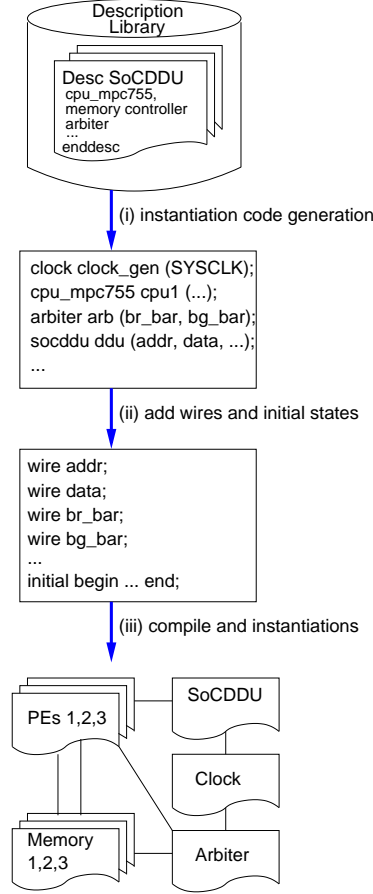 Description
Library
Desc SoCDDU
cpu_mpc755,
memory controller
arbiter
...
enddesc
(i) instantiation code generation
clock clock_gen (SYSCLK);
cpu_mpc755 cpu1 (...);
arbiter arb (br_bar, bg_bar);
socddu ddu (addr, data, ...);
...
(ii) add wires and initial states
wire addr;
wire data;
wire br_bar;
wire bg_bar;
...
initial begin ... end;
(iii) compile and instantiations
PEs 1,2,3
SoCDDU
Clock
Memory
1,2,3
Arbiter